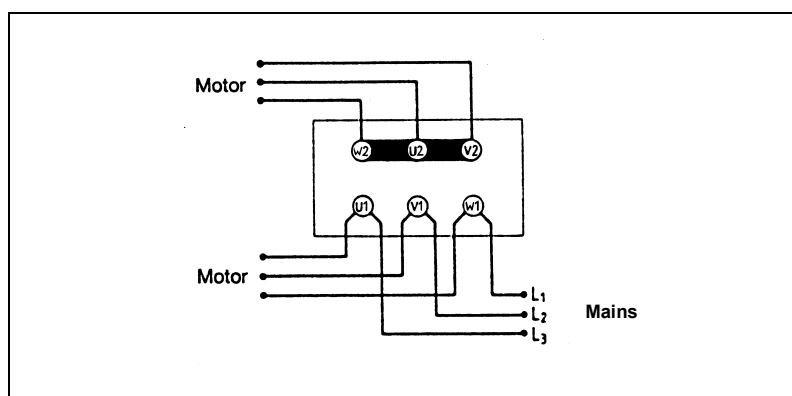 Motor
W2 U2 V2
U1 V1 W1
Motor
L1
L2 Mains
L3